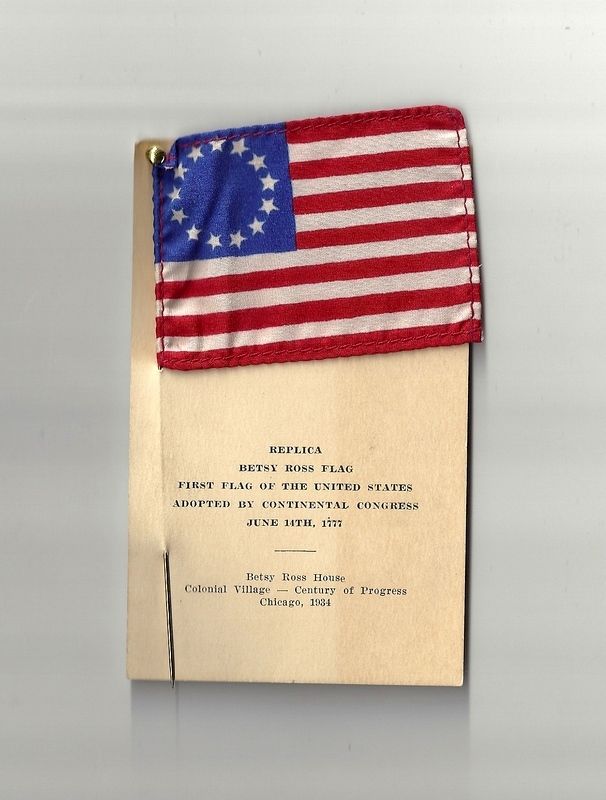 REPLICA
BETSY ROSS FLAG
FIRST FLAG OF THE UNITED STATES
ADOPTED BY CONTINENTAL CONGRESS
JUNE 14TH, 1777
Betsy Ross House
Colonial Village — Century of Progress
Chicago, 1934